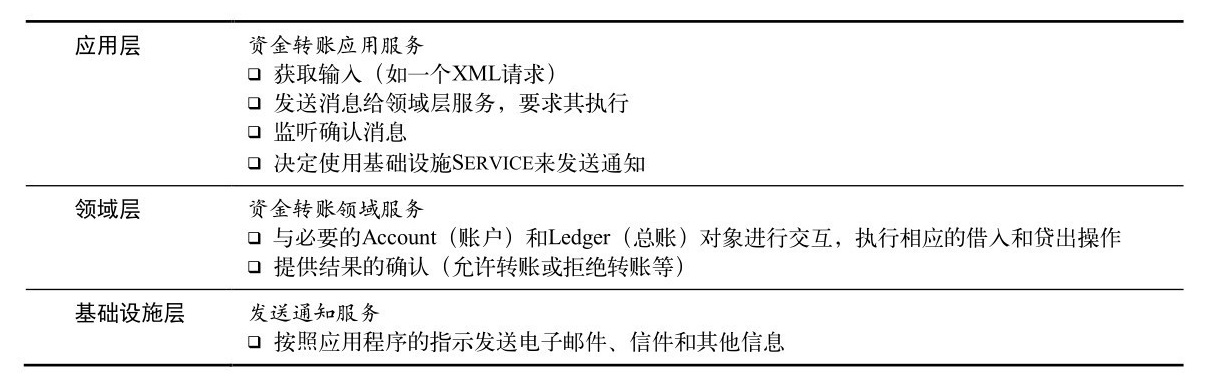 应用层 资金转账应用服务
❑ 获取输入（如一个XML请求）
❑ 发送消息给领域层服务，要求其执行
❑ 监听确认消息
❑ 决定使用基础设施SERVICE来发送通知
领域层 资金转账领域服务
❑ 与必要的Account（账户）和Ledger（总账）对象进行交互，执行相应的借入和贷出操作
❑ 提供结果的确认（允许转账或拒绝转账等）
基础设施层 发送通知服务
❑ 按照应用程序的指示发送电子邮件、信件和其他信息